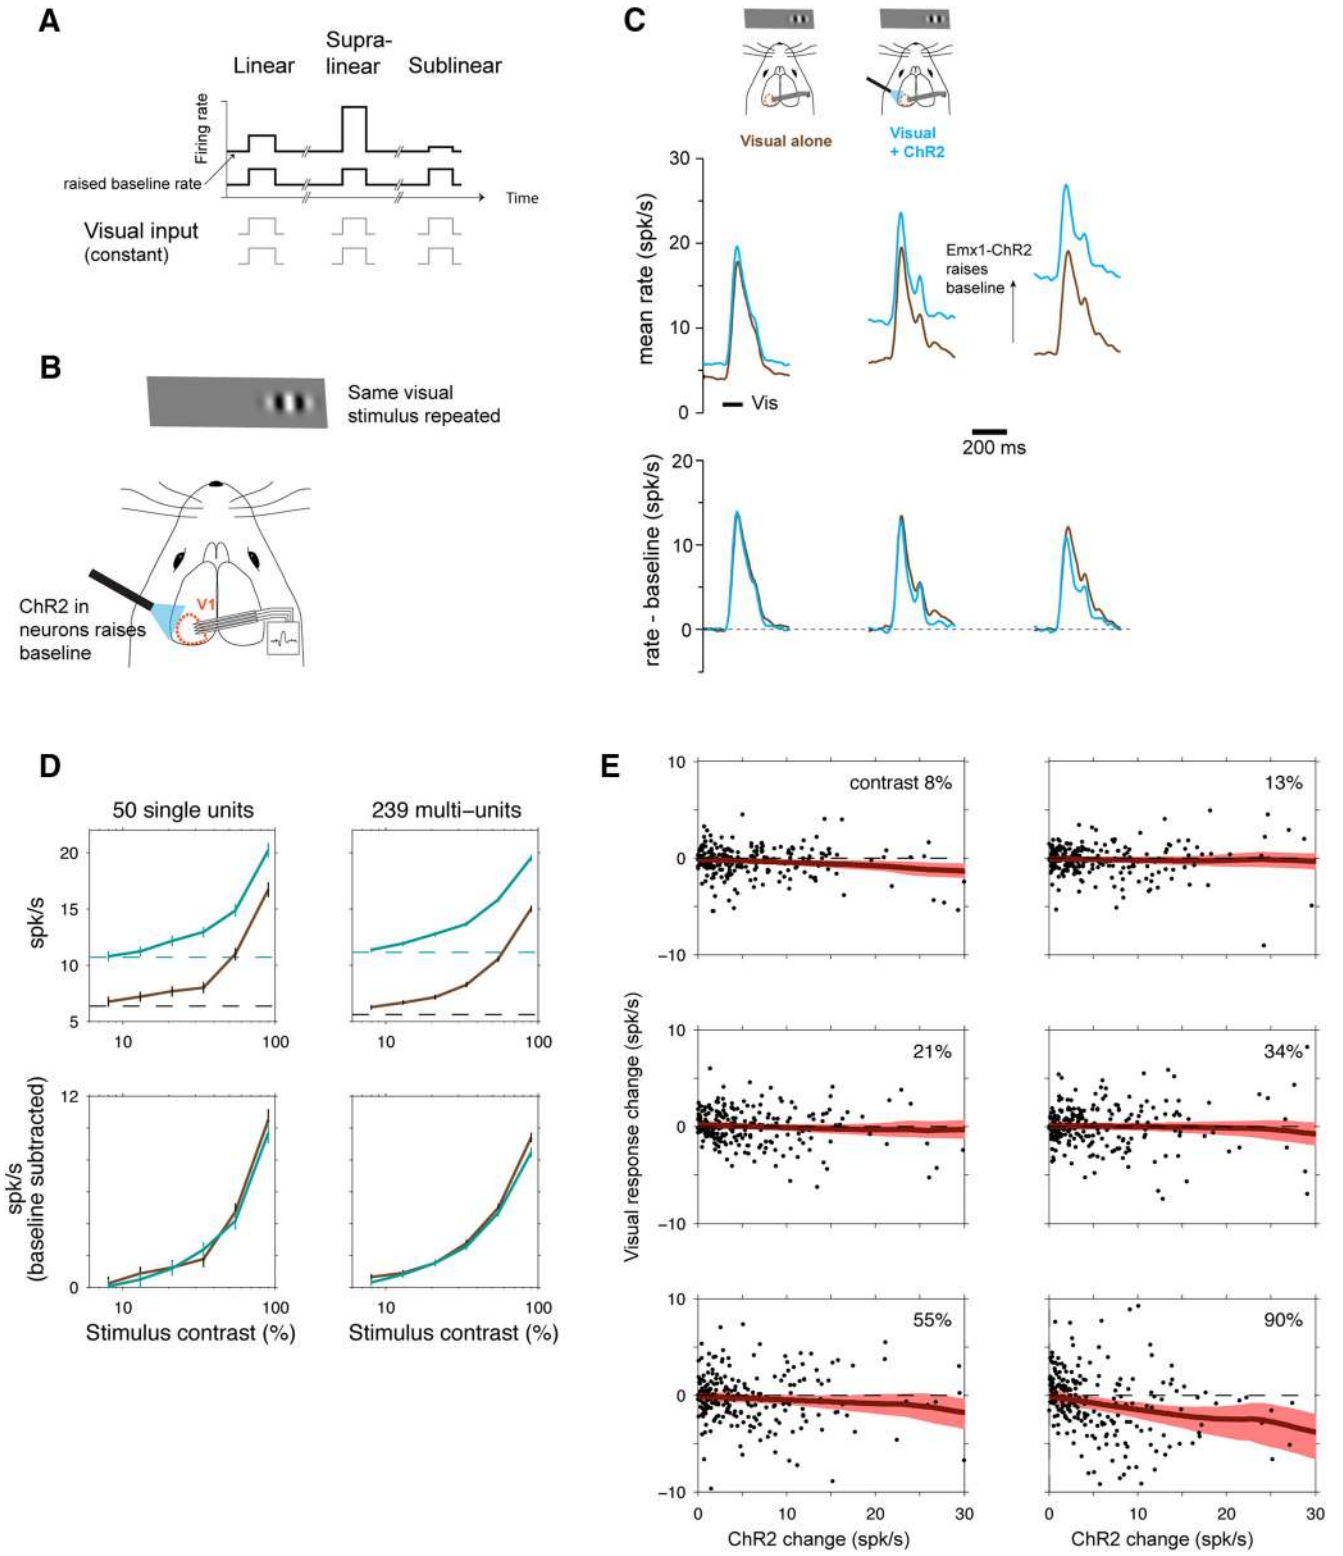 A
Linear
Supra-
linear
Sublinear
Firing rate
raised baseline rate
Time
Visual input
(constant)
B
Same visual
stimulus repeated
V1
ChR2 in
neurons raises
baseline
C
Visual alone
Visual
+ ChR2
mean rate (spk/s)
30
20
10
0
Emx1-ChR2
raises
baseline
Vis
200 ms
rate - baseline (spk/s)
20
10
0
D
50 single units
239 multi−units
spk/s
20
15
10
5
10
100
10
100
spk/s
(baseline subtracted)
12
0
10
100
10
100
Stimulus contrast (%)
Stimulus contrast (%)
E
Visual response change (spk/s)
10
0
−10
contrast 8%
13%
10
0
−10
21%
34%
10
0
−10
55%
90%
0
10
20
30
0
10
20
30
ChR2 change (spk/s)
ChR2 change (spk/s)